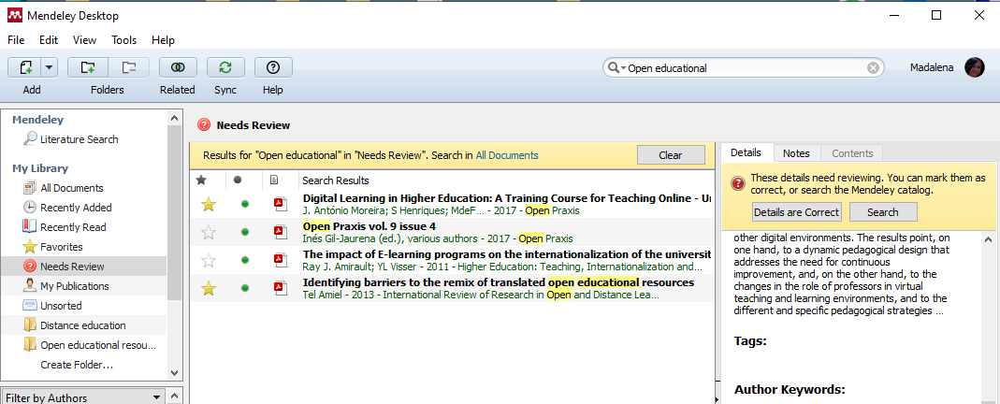 Mendeley Desktop
File Edit View Tools Help
Open educational
Madalena
Add Folders Related Sync Help
Mendeley
Literature Search
My Library
All Documents
Recently Added
Recently Read
Favorites
Needs Review
My Publications
Unsorted
Distance education
Open educational resou...
Create Folder...
Filter by Authors
Needs Review
Results for "Open educational" in "Needs Review". Search in All Documents
Clear
Search Results
Digital Learning in Higher Education: A Training Course for Teaching Online - Un
J. António Moreira; S Henriques; MdeF... - 2017 - Open Praxis
Open Praxis vol. 9 issue 4
Inés Gil-Jaurena (ed.), various authors - 2017 - Open Praxis
The impact of E-learning programs on the internationalization of the universit
Ray J. Amirault; YL Visser - 2011 - Higher Education: Teaching, Internationalization and...
Identifying barriers to the remix of translated open educational resources
Tel Amiel - 2013 - International Review of Research in Open and Distance Lea...
Details Notes Contents
These details need reviewing. You can mark them as
correct, or search the Mendeley catalog.
Details are Correct Search
other digital environments. The results point, on
one hand, to a dynamic pedagogical design that
addresses the need for continuous
improvement, and, on the other hand, to the
changes in the role of professors in virtual
teaching and learning environments, and to the
different and specific pedagogical strategies ...
Tags:
Author Keywords: